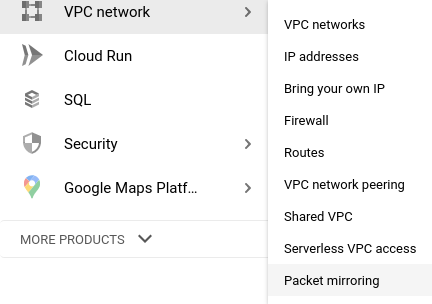 VPC network
Cloud Run
SQL
Security
Google Maps Platf...
MORE PRODUCTS
VPC networks
IP addresses
Bring your own IP
Firewall
Routes
VPC network peering
Shared VPC
Serverless VPC access
Packet mirroring